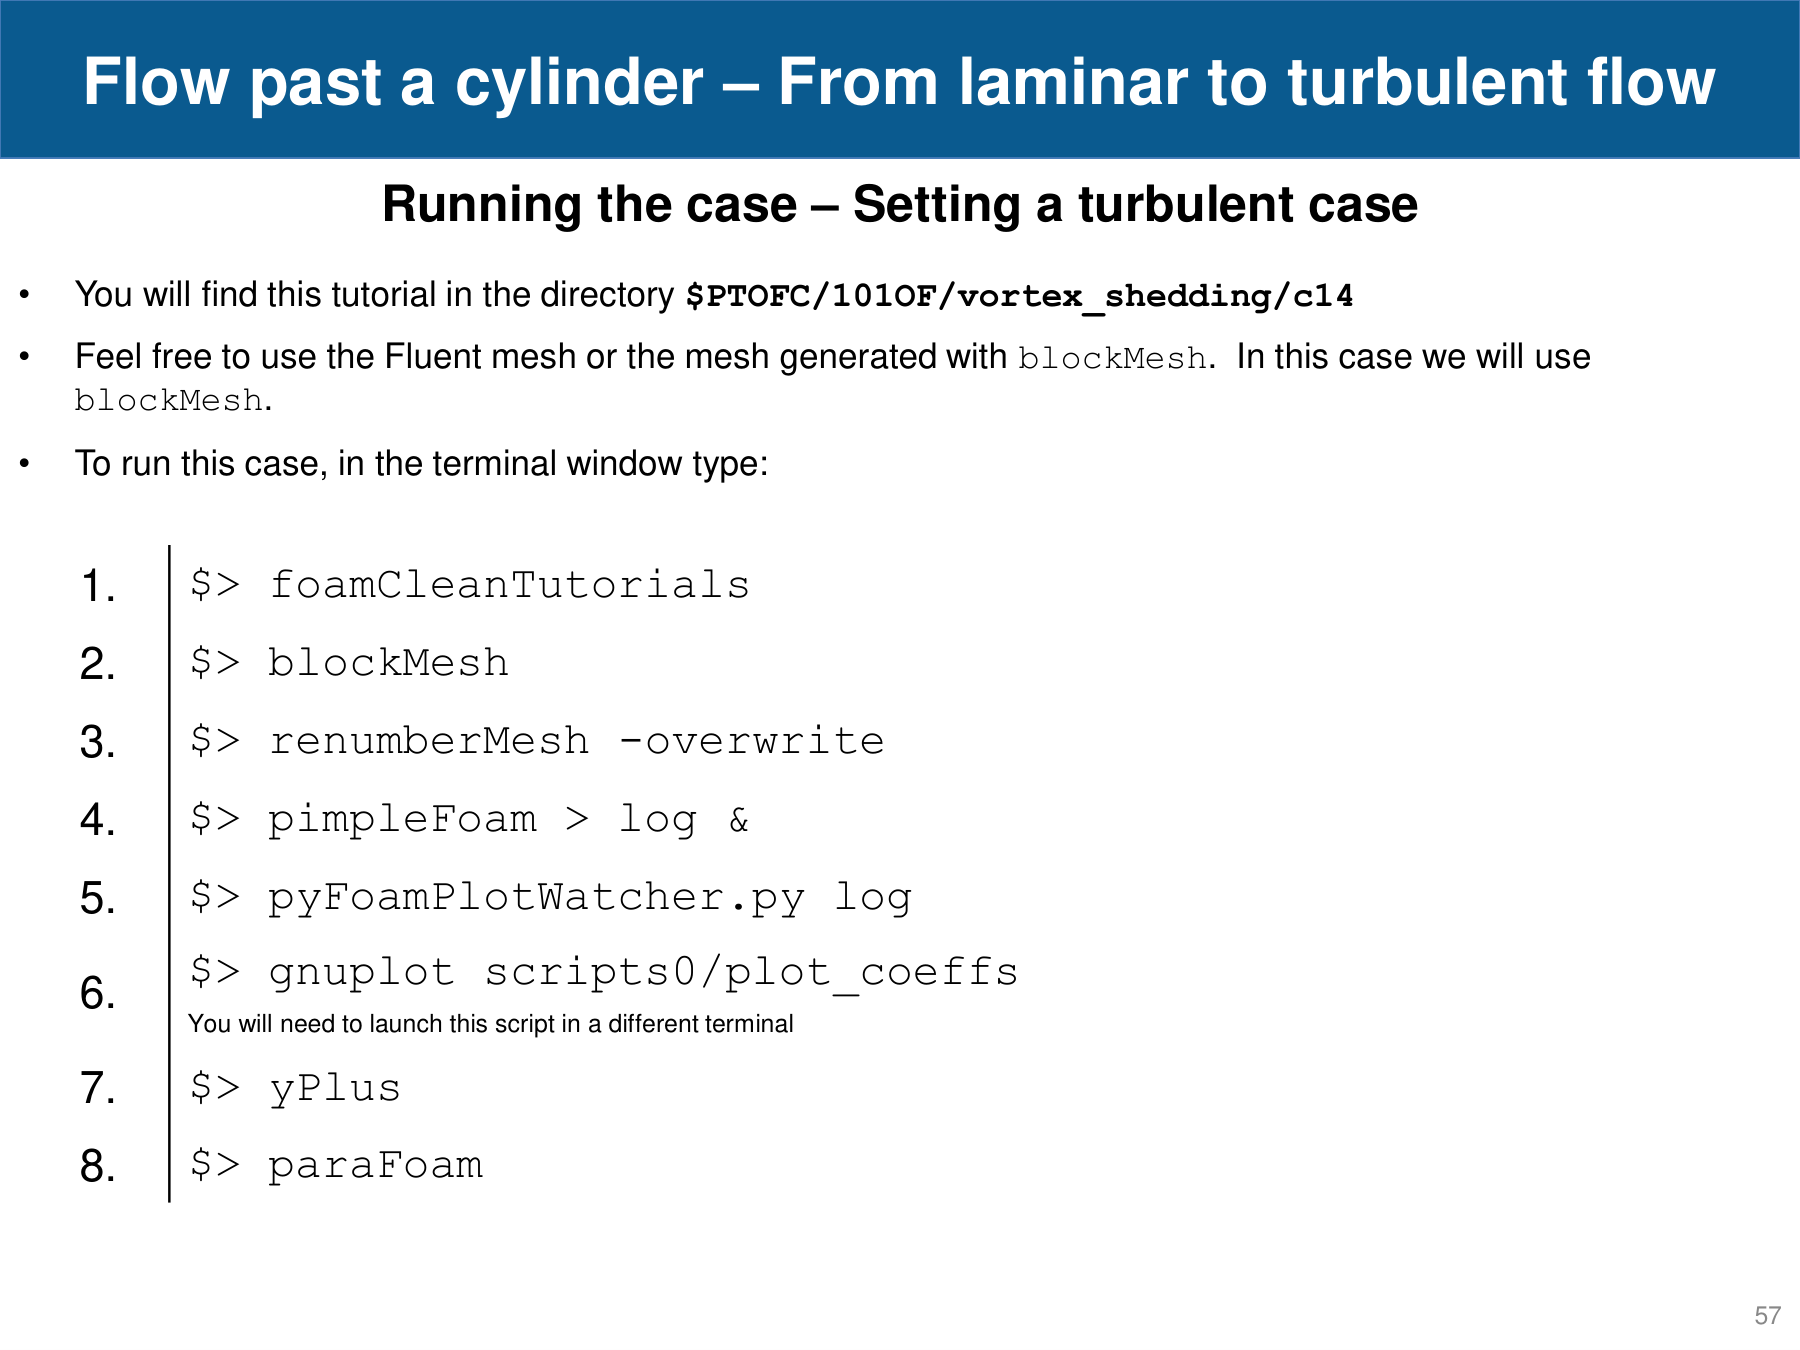 Flow past a cylinder – From laminar to turbulent flow
Running the case – Setting a turbulent case
• You will find this tutorial in the directory $PTOFC/101OF/vortex_shedding/c14
• Feel free to use the Fluent mesh or the mesh generated with blockMesh. In this case we will use
blockMesh.
• To run this case, in the terminal window type:
1. $> foamCleanTutorials
2. $> blockMesh
3. $> renumberMesh -overwrite
4. $> pimpleFoam > log &
5. $> pyFoamPlotWatcher.py log
6. $> gnuplot scripts0/plot_coeffs
You will need to launch this script in a different terminal
7. $> yPlus
8. $> paraFoam
57